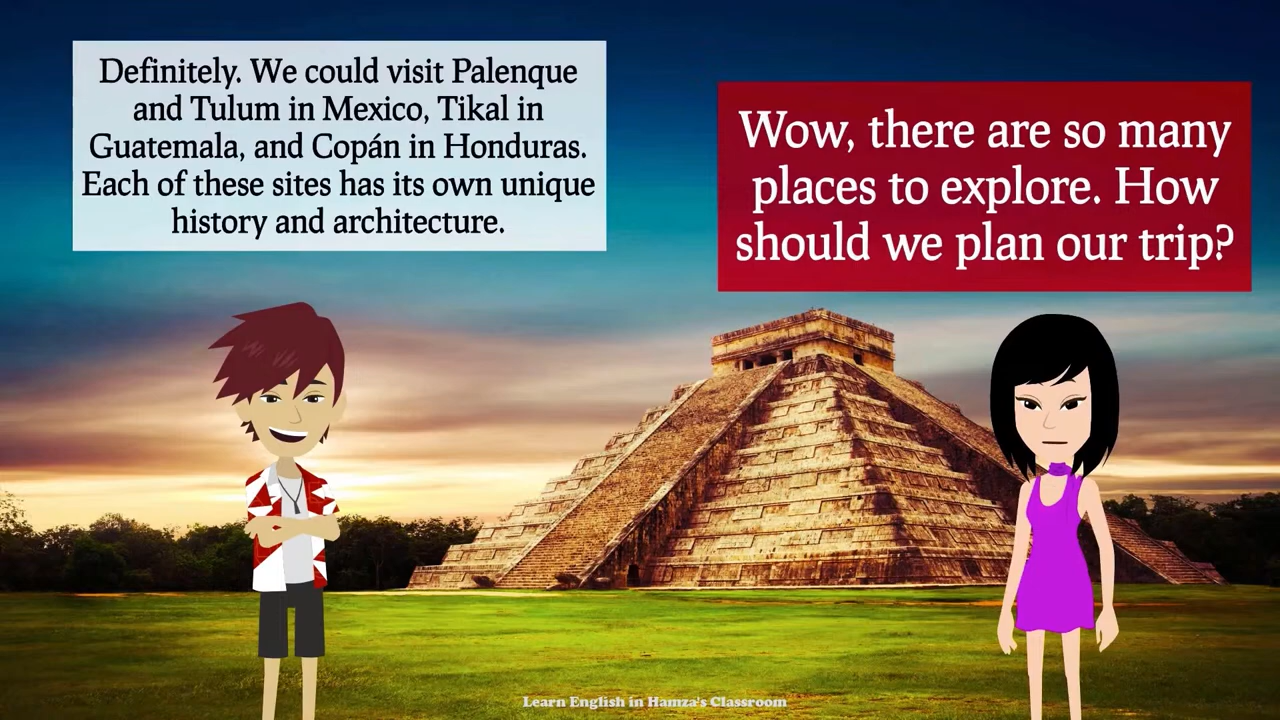 Definitely. We could visit Palenque
and Tulum in Mexico, Tikal in
Guatemala, and Copán in Honduras.
Each of these sites has its own unique
history and architecture.
Wow, there are so many
places to explore. How
should we plan our trip?
Learn English in Hamza's Classroom